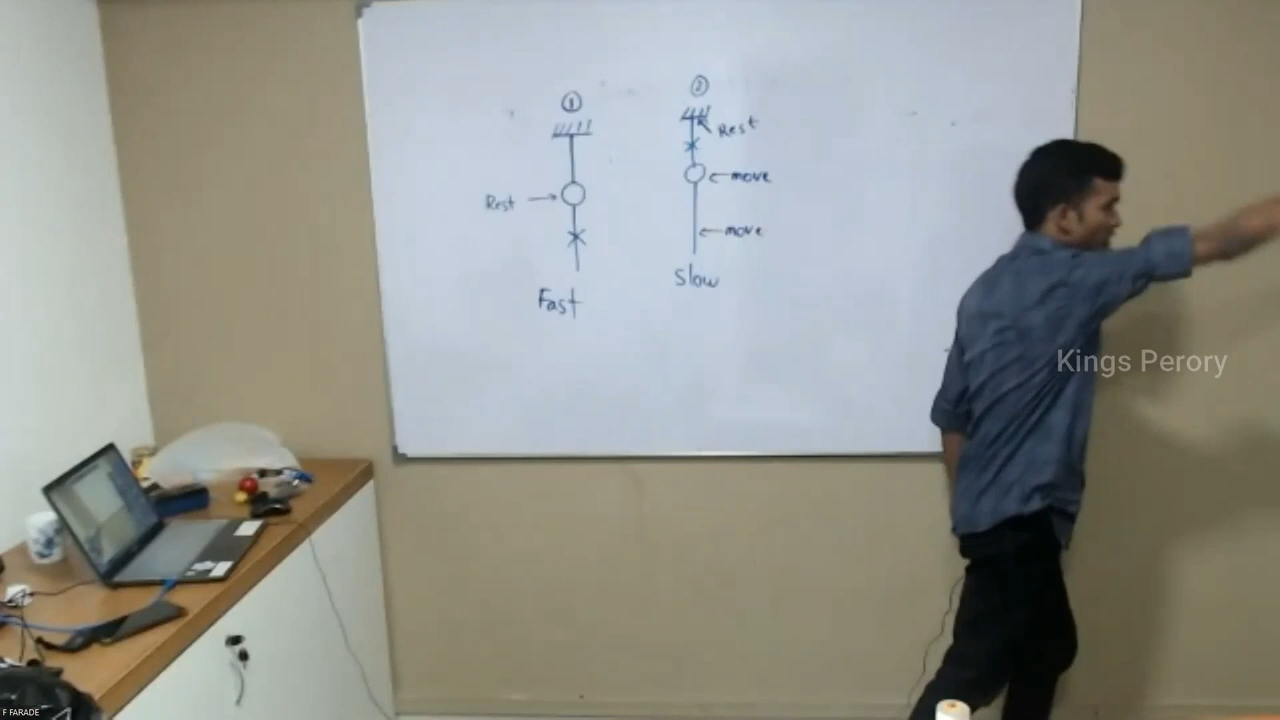 ①
②
Rest
← move
Rest →
← move
Slow
Fast
Kings Perory
F FARADE